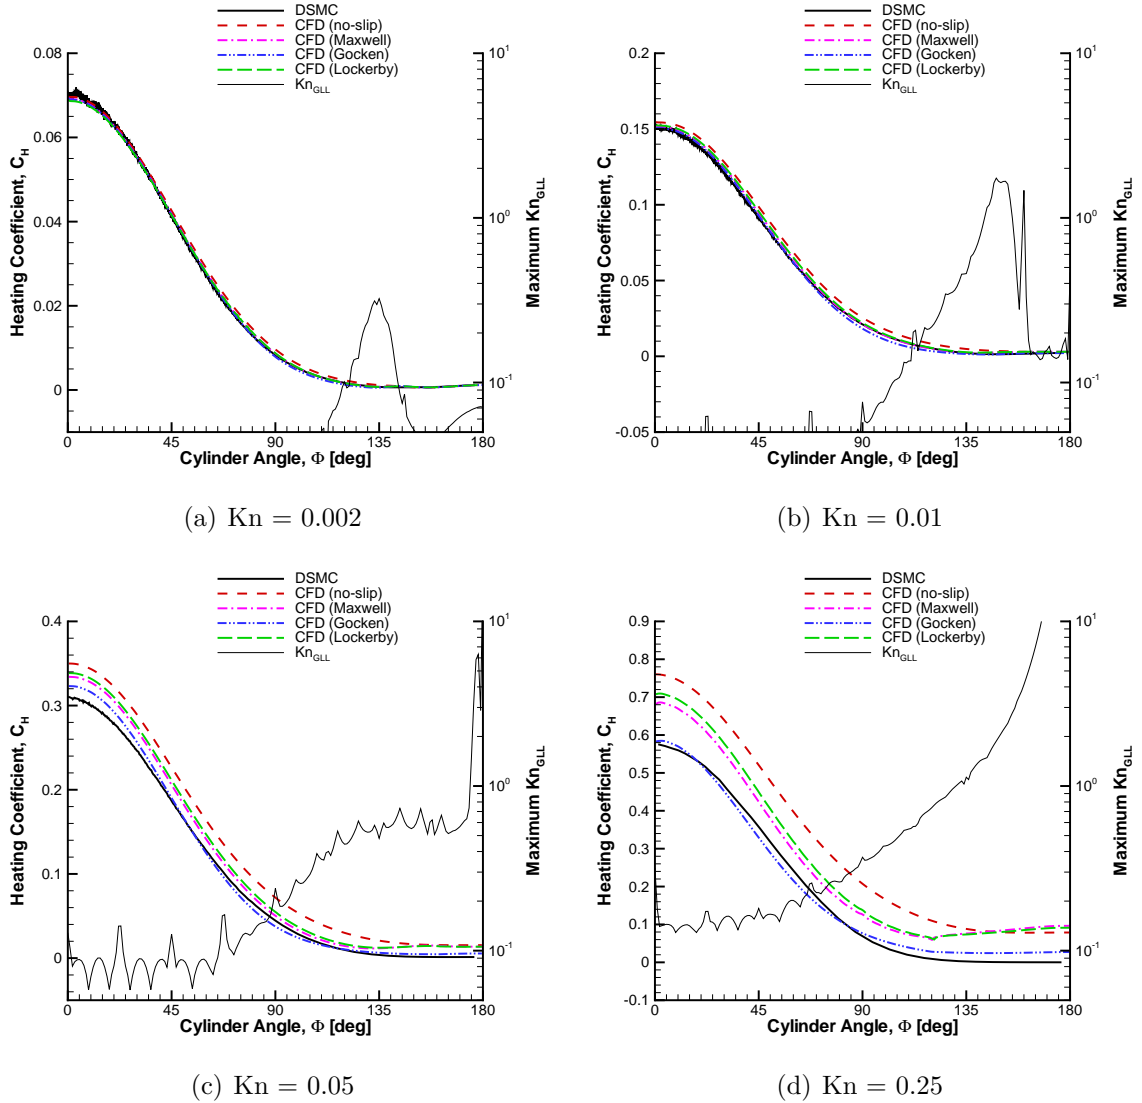 DSMC
CFD (no-slip)
CFD (Maxwell)
CFD (Gocken)
CFD (Lockerby)
Kn_GLL
Heating Coefficient, C_H
0.08
0.06
0.04
0.02
0
Maximum Kn_GLL
10^1
10^0
10^-1
0 45 90 135 180
Cylinder Angle, Φ [deg]
(a) Kn = 0.002
DSMC
CFD (no-slip)
CFD (Maxwell)
CFD (Gocken)
CFD (Lockerby)
Kn_GLL
Heating Coefficient, C_H
0.2
0.15
0.1
0.05
0
-0.05
Maximum Kn_GLL
10^1
10^0
10^-1
0 45 90 135 180
Cylinder Angle, Φ [deg]
(b) Kn = 0.01
DSMC
CFD (no-slip)
CFD (Maxwell)
CFD (Gocken)
CFD (Lockerby)
Kn_GLL
Heating Coefficient, C_H
0.4
0.3
0.2
0.1
0
Maximum Kn_GLL
10^1
10^0
10^-1
0 45 90 135 180
Cylinder Angle, Φ [deg]
(c) Kn = 0.05
DSMC
CFD (no-slip)
CFD (Maxwell)
CFD (Gocken)
CFD (Lockerby)
Kn_GLL
Heating Coefficient, C_H
0.9
0.8
0.7
0.6
0.5
0.4
0.3
0.2
0.1
0
-0.1
Maximum Kn_GLL
10^1
10^0
10^-1
0 45 90 135 180
Cylinder Angle, Φ [deg]
(d) Kn = 0.25